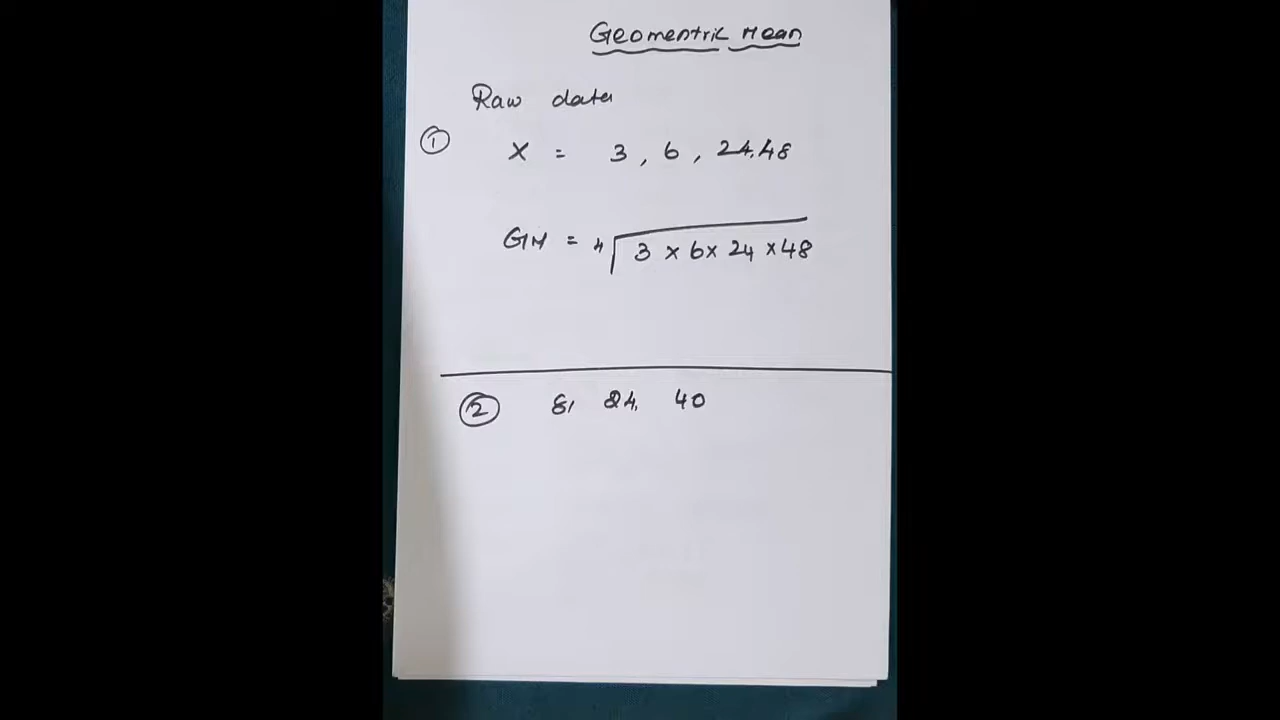 Geomentric Mean
Raw data
① X = 3, 6, 24, 48
GM = ⁴√3 × 6 × 24 × 48
② 8, 24, 40